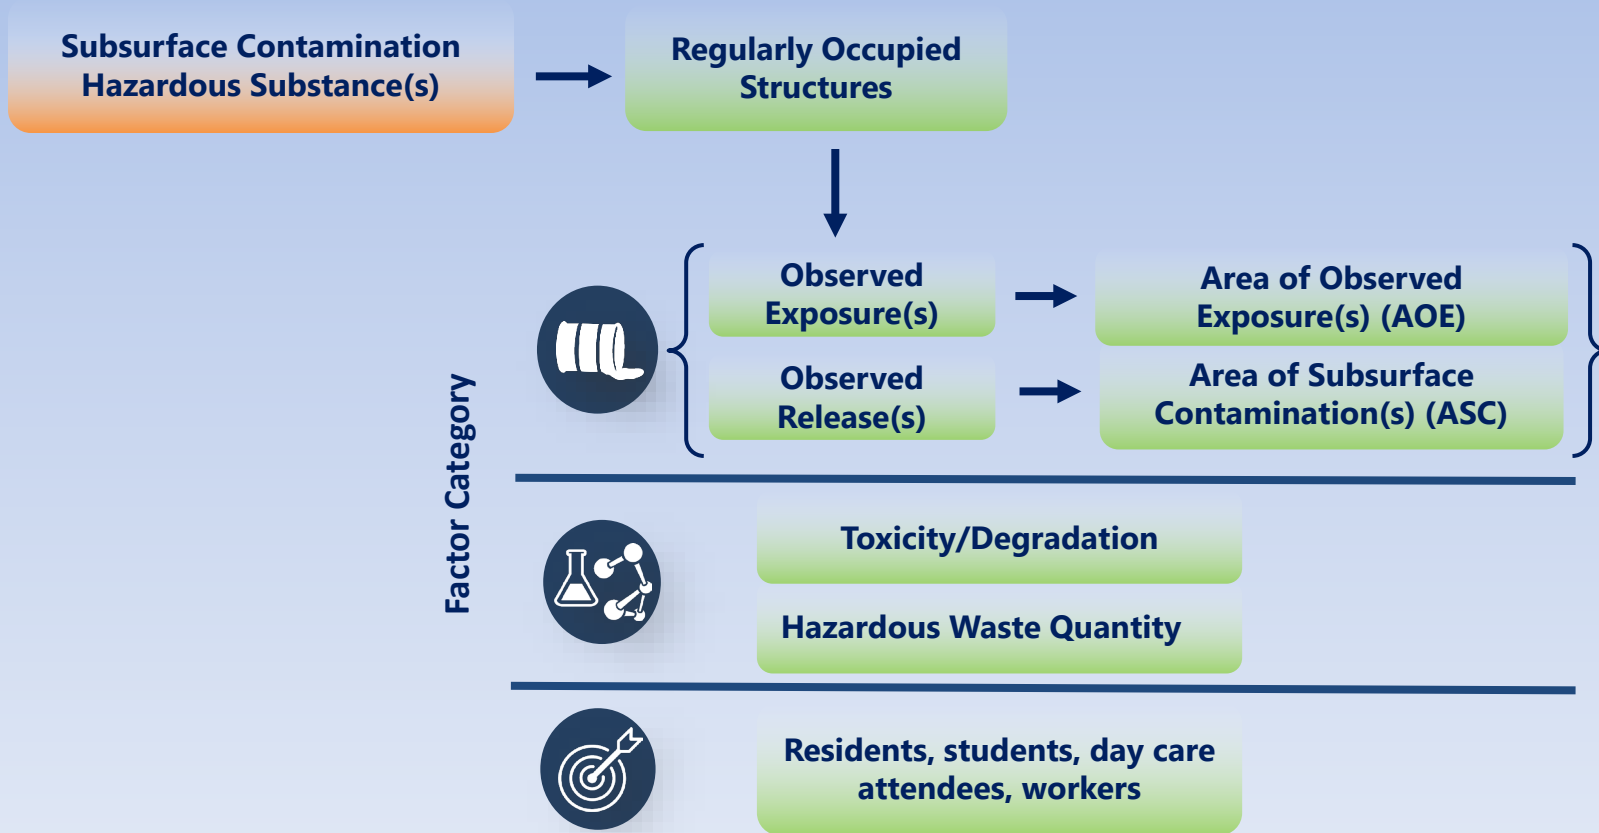 Subsurface Contamination
Hazardous Substance(s)
Regularly Occupied
Structures
Observed
Exposure(s)
Area of Observed
Exposure(s) (AOE)
Observed
Release(s)
Area of Subsurface
Contamination(s) (ASC)
Factor Category
Toxicity/Degradation
Hazardous Waste Quantity
Residents, students, day care
attendees, workers